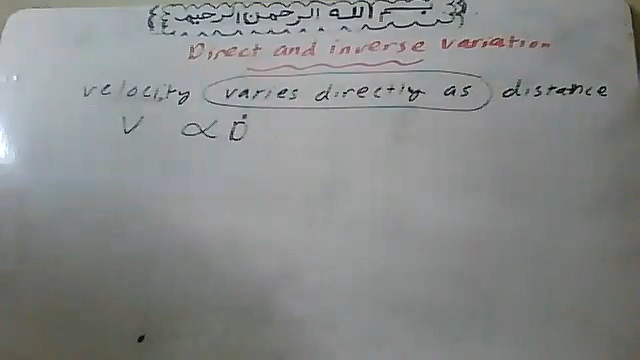 بسم الله الرحمن الرحيم
Direct and inverse variation
velocity varies directly as distance
V ∝ D